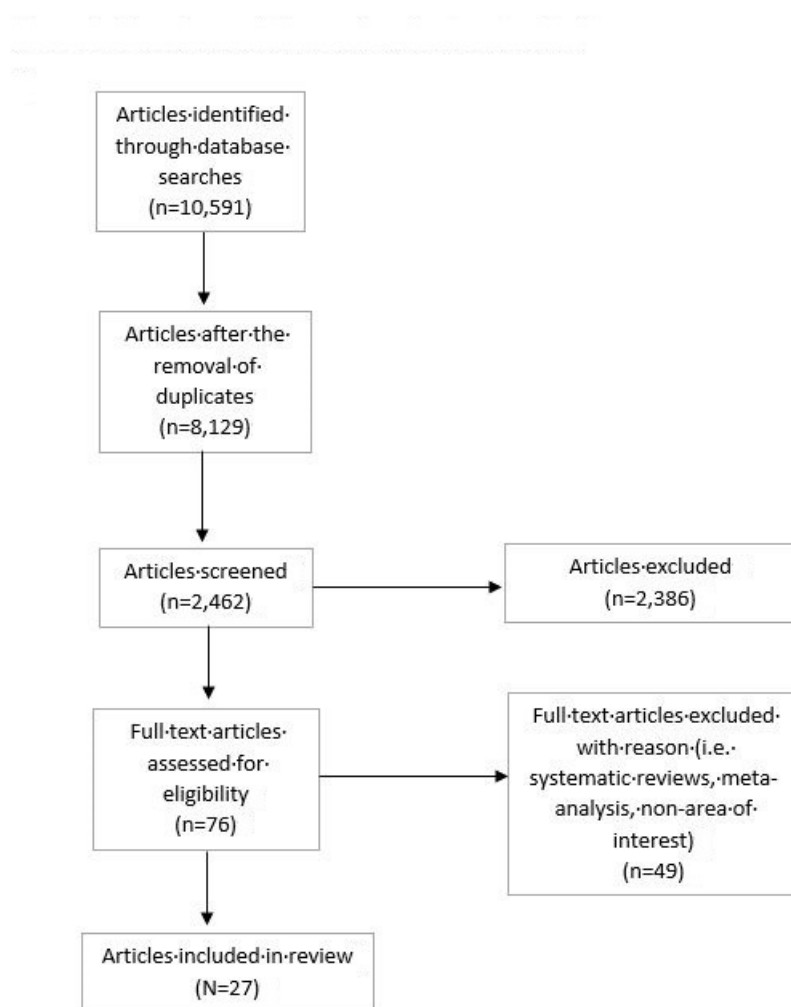 Articles·identified·
through·database·
searches
(n=10,591)
Articles·after·the·
removal·of·
duplicates
(n=8,129)
Articles·screened
(n=2,462)
Articles·excluded
(n=2,386)
Full·text·articles·
assessed·for·
eligibility
(n=76)
Full·text·articles·excluded·
with·reason·(i.e.·
systematic·reviews,·meta-
analysis,·non-area·of·
interest)
(n=49)
Articles·included·in·review
(N=27)